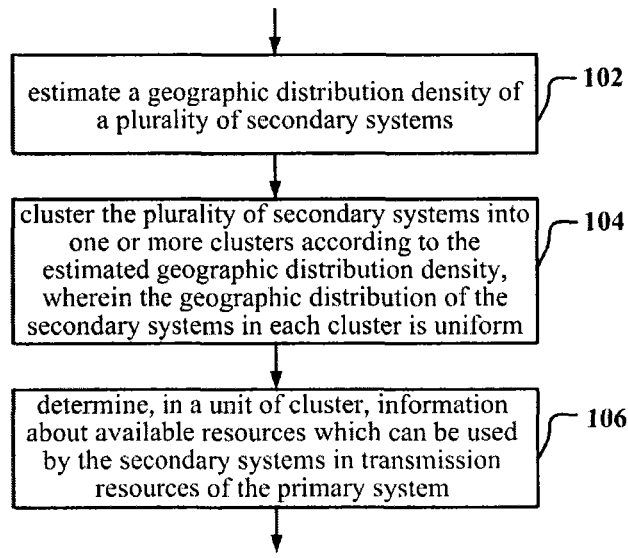 estimate a geographic distribution density of
a plurality of secondary systems
102
cluster the plurality of secondary systems into
one or more clusters according to the
estimated geographic distribution density,
wherein the geographic distribution of the
secondary systems in each cluster is uniform
104
determine, in a unit of cluster, information
about available resources which can be used
by the secondary systems in transmission
resources of the primary system
106